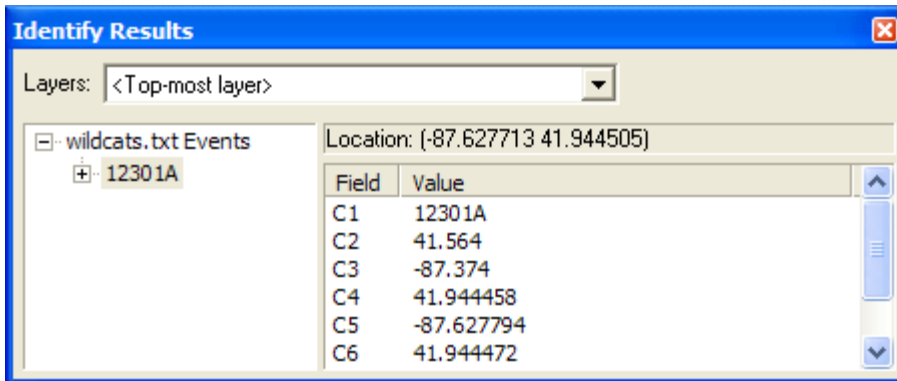 Identify Results
Layers: <Top-most layer>
wildcats.txt Events
12301A
Location: (-87.627713 41.944505)
Field Value
C1 12301A
C2 41.564
C3 -87.374
C4 41.944458
C5 -87.627794
C6 41.944472